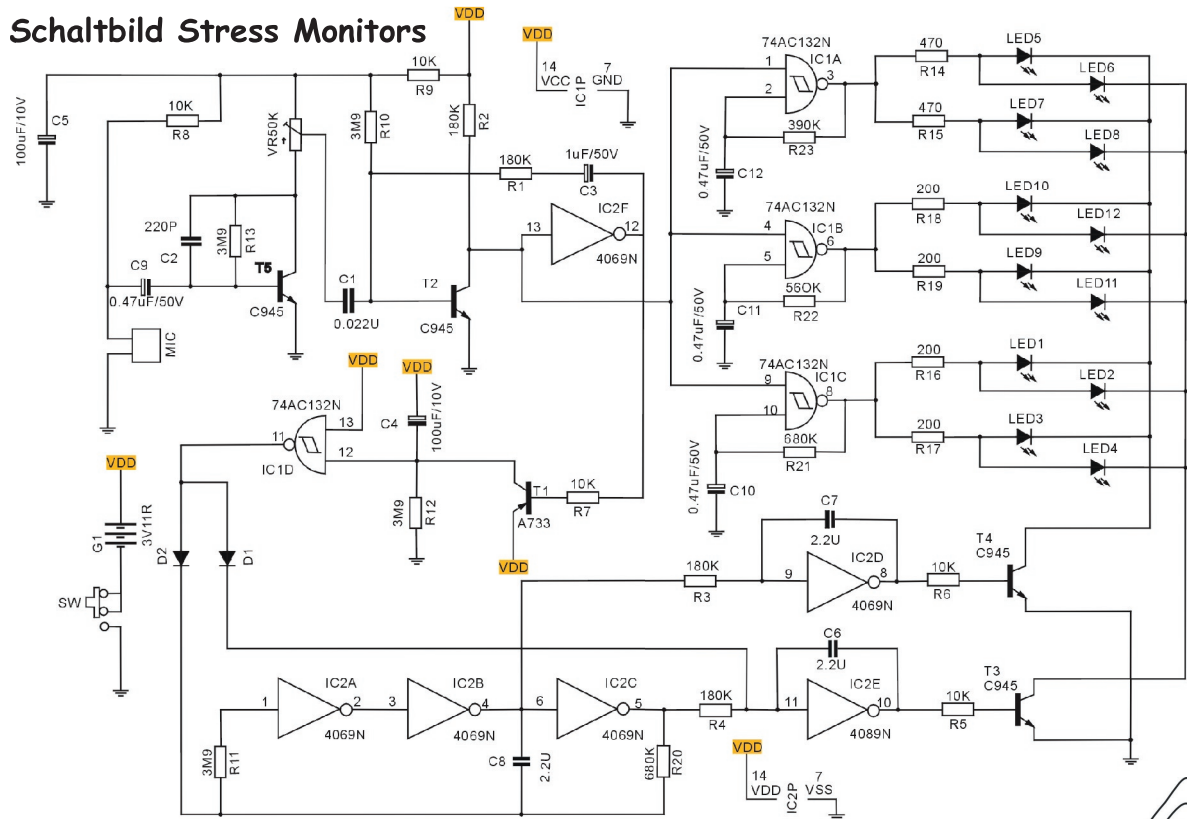 Schaltbild Stress Monitors
VDD
10K
R9
100uF/10V
C5
10K
R8
VR50K
3M9
R10
180K
R2
14
VCC
7
GND
IC1P
180K
R1
1uF/50V
C3
220P
C2
3M9
R13
T5
C945
C9
0.47uF/50V
MIC
C1
0.022U
T2
C945
13
IC2F
12
4069N
74AC132N
1
IC1A
2
3
390K
R23
0.47uF/50V
C12
74AC132N
4
IC1B
5
6
560K
R22
0.47uF/50V
C11
74AC132N
9
IC1C
10
8
680K
R21
0.47uF/50V
C10
470
R14
LED5
LED6
470
R15
LED7
LED8
200
R18
LED10
LED12
200
R19
LED9
LED11
200
R16
LED1
LED2
200
R17
LED3
LED4
VDD
VDD
74AC132N
13
11
12
IC1D
C4
100uF/10V
3M9
R12
T1
A733
10K
R7
VDD
VDD
3V11R
G1
SW
D2
D1
180K
R3
C7
2.2U
9
IC2D
8
4069N
10K
R6
T4
C945
1
IC2A
2
4069N
3
IC2B
4
4069N
6
IC2C
5
4069N
3M9
R11
C8
2.2U
680K
R20
180K
R4
C6
2.2U
11
IC2E
10
4089N
10K
R5
T3
C945
VDD
14
VDD
7
VSS
IC2P